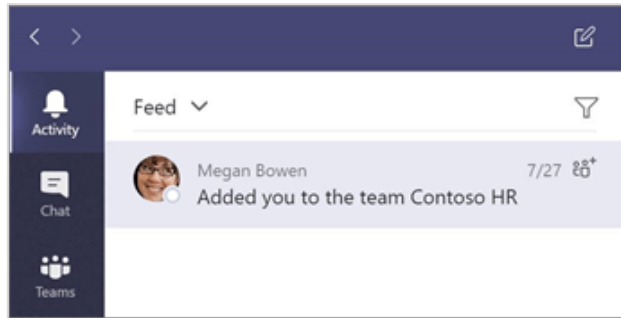 Activity
Chat
Teams
Feed
Megan Bowen 7/27
Added you to the team Contoso HR